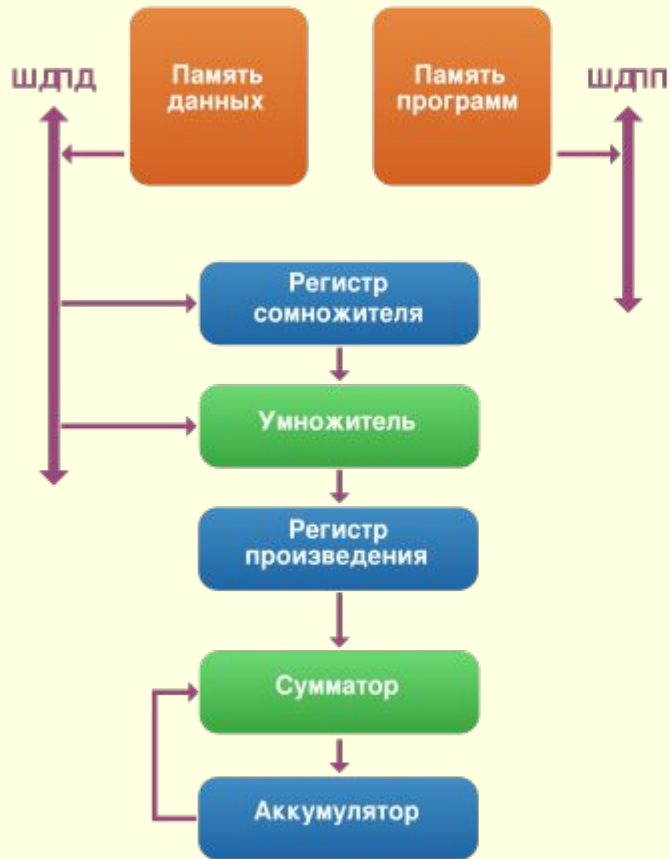 ШДПД
Память
данных
Память
программ
ШДПП
Регистр
сомножителя
Умножитель
Регистр
произведения
Сумматор
Аккумулятор